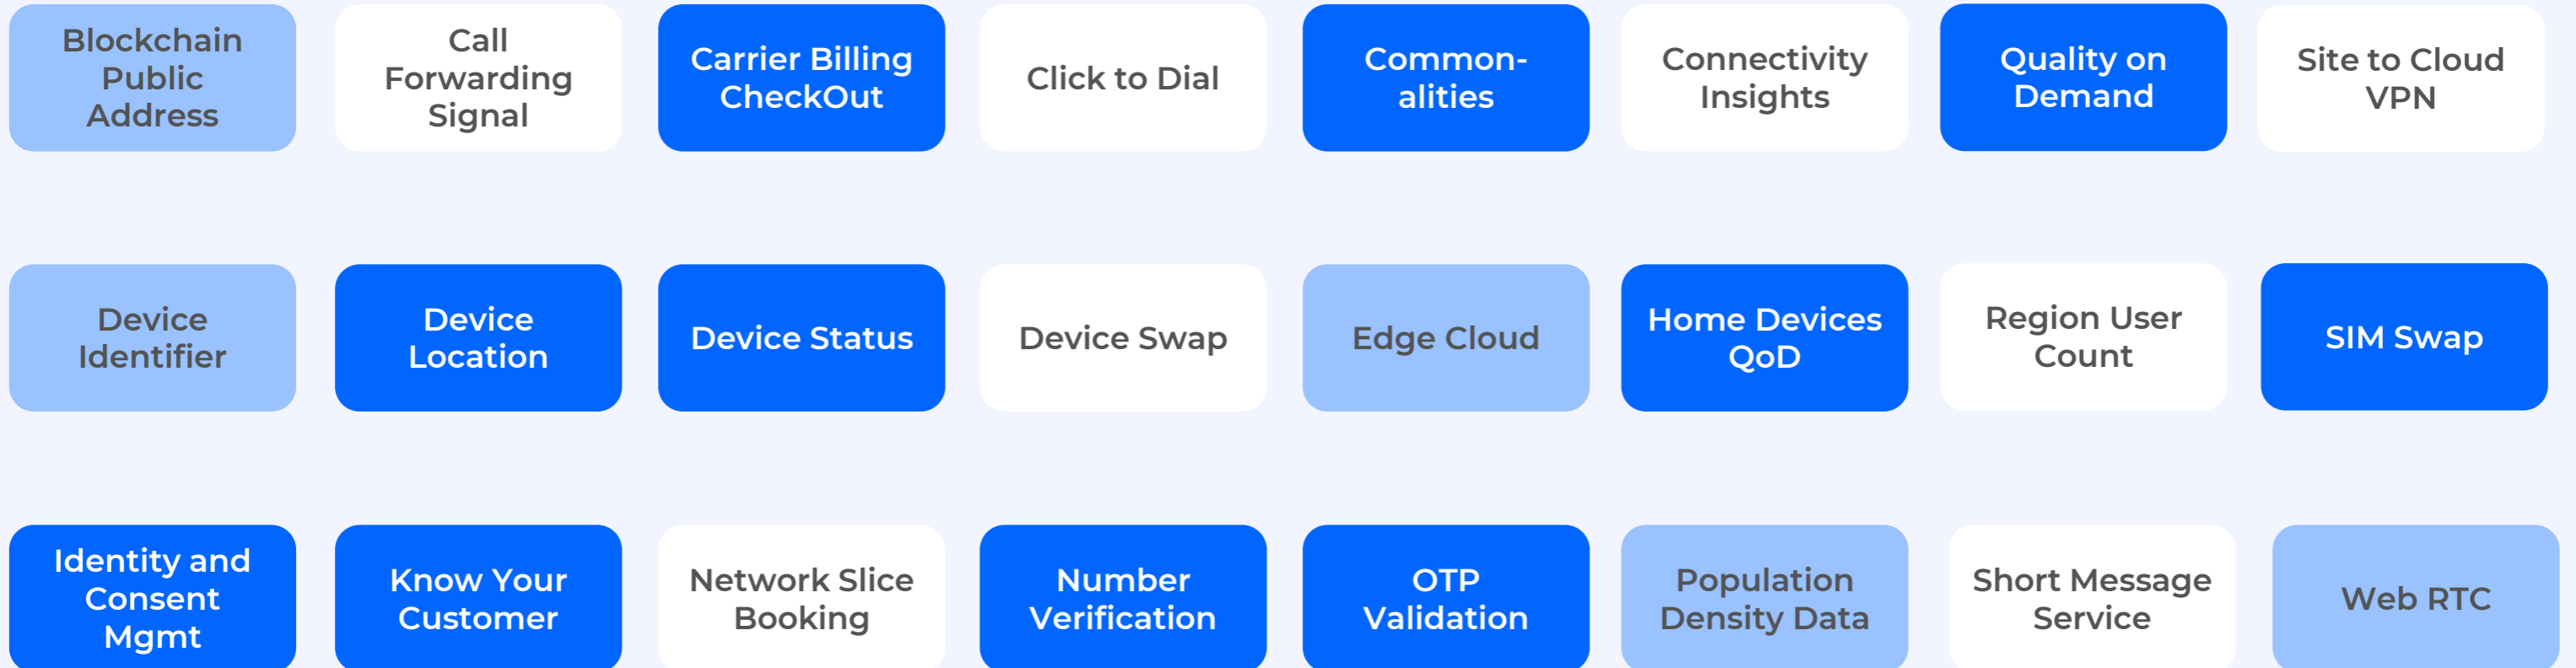 Blockchain
Public
Address
Call
Forwarding
Signal
Carrier Billing
CheckOut
Click to Dial
Common-
alities
Connectivity
Insights
Quality on
Demand
Site to Cloud
VPN
Device
Identifier
Device
Location
Device Status
Device Swap
Edge Cloud
Home Devices
QoD
Region User
Count
SIM Swap
Identity and
Consent
Mgmt
Know Your
Customer
Network Slice
Booking
Number
Verification
OTP
Validation
Population
Density Data
Short Message
Service
Web RTC